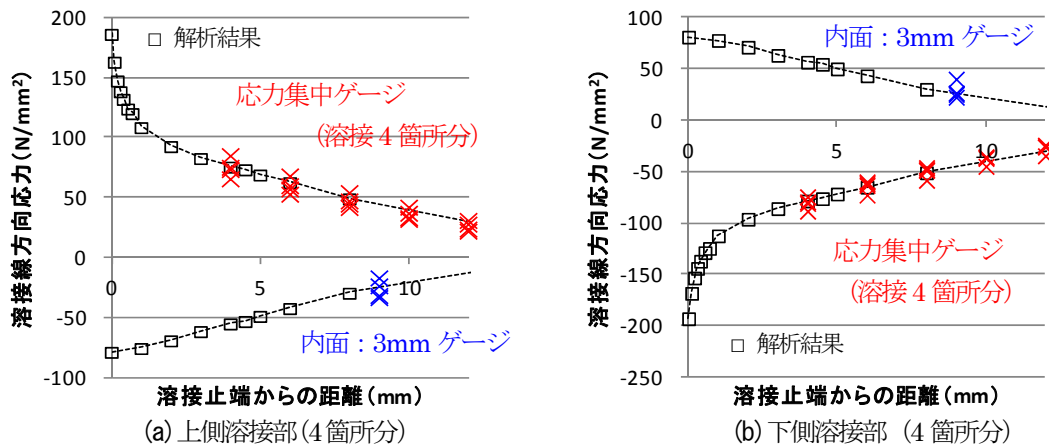 200
150
100
50
0
-50
-100
0
5
10
溶接線方向応力(N/mm²)
□ 解析結果
応力集中ゲージ
(溶接 4 箇所分)
内面：3mm ゲージ
溶接止端からの距離(mm)
(a) 上側溶接部(4 箇所分)
100
50
0
-50
-100
-150
-200
-250
0
5
10
溶接線方向応力(N/mm²)
内面：3mm ゲージ
応力集中ゲージ
(溶接 4 箇所分)
□ 解析結果
溶接止端からの距離(mm)
(b) 下側溶接部 (4 箇所分)